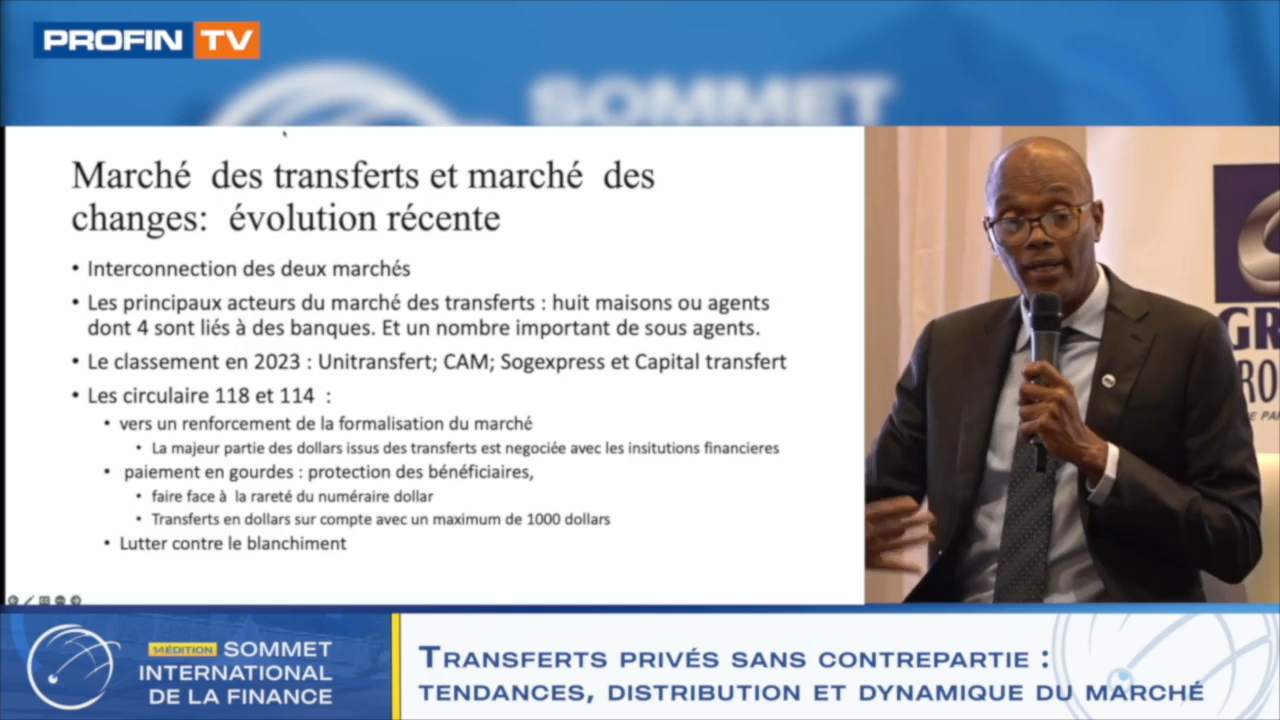 PROFIN TV
SOMMET
Marché des transferts et marché des
changes: évolution récente
• Interconnection des deux marchés
• Les principaux acteurs du marché des transferts : huit maisons ou agents
dont 4 sont liés à des banques. Et un nombre important de sous agents.
• Le classement en 2023 : Unitransfert; CAM; Sogexpress et Capital transfert
• Les circulaire 118 et 114 :
• vers un renforcement de la formalisation du marché
• La majeur partie des dollars issus des transferts est negociée avec les insitutions financieres
• paiement en gourdes : protection des bénéficiaires,
• faire face à la rareté du numéraire dollar
• Transferts en dollars sur compte avec un maximum de 1000 dollars
• Lutter contre le blanchiment
GR
RO
E PA
14ÉDITION SOMMET
INTERNATIONAL
DE LA FINANCE
TRANSFERTS PRIVÉS SANS CONTREPARTIE :
TENDANCES, DISTRIBUTION ET DYNAMIQUE DU MARCHÉ